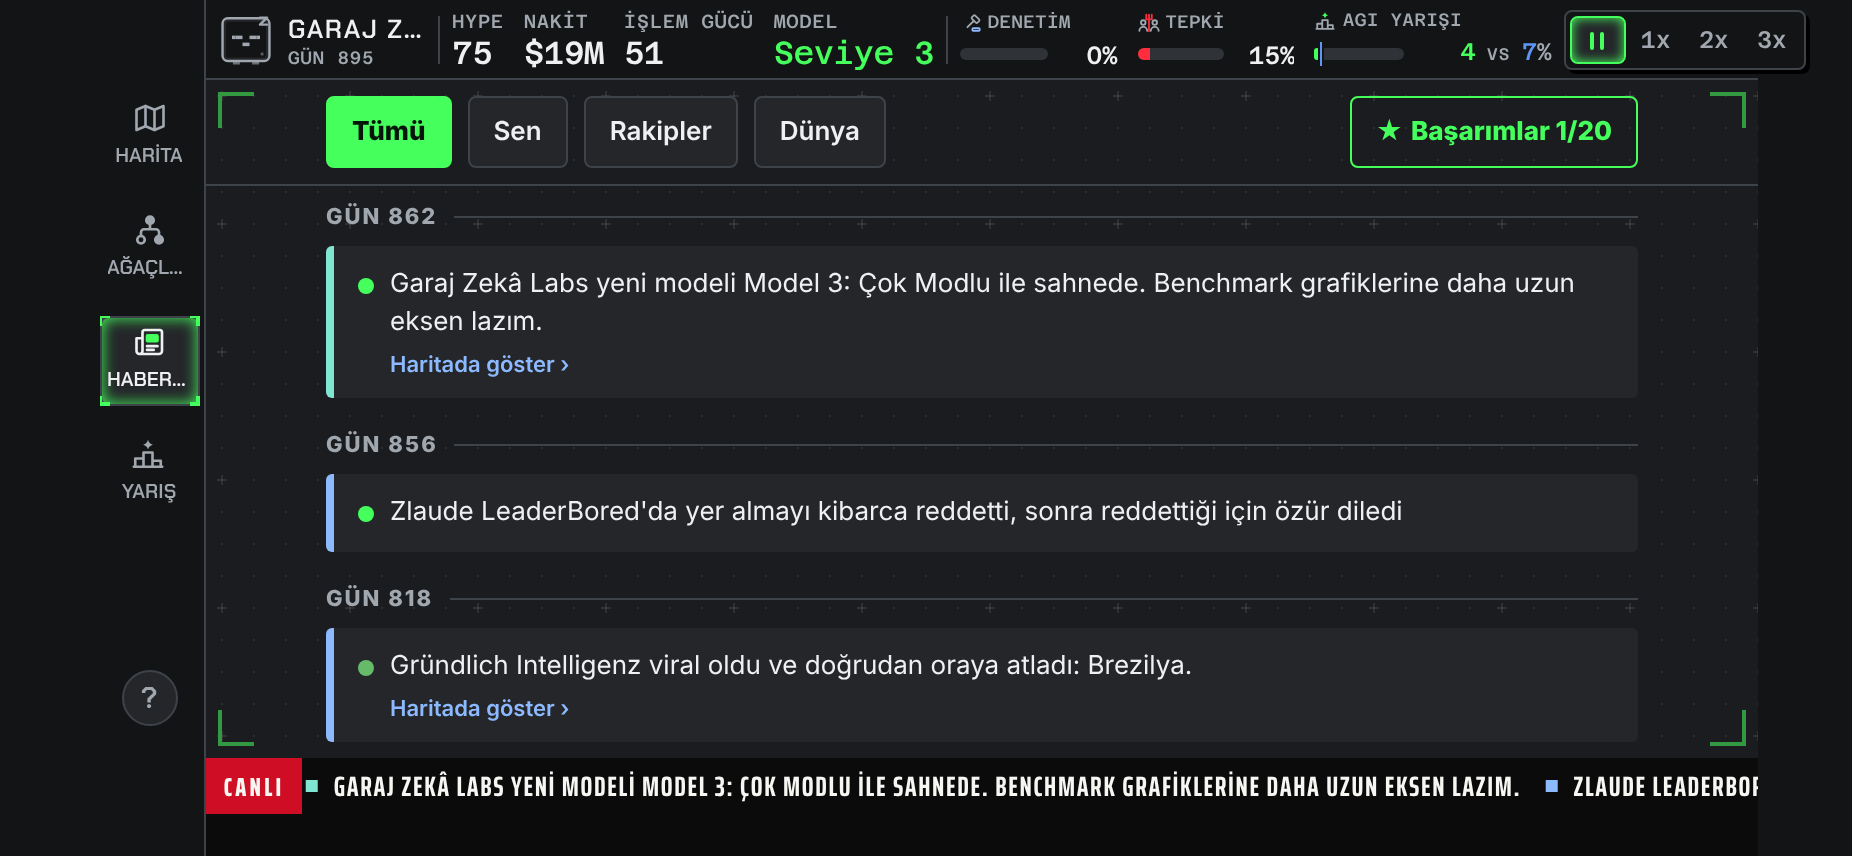 GARAJ Z...
GÜN 895
HYPE
75
NAKİT
$19M
İŞLEM GÜCÜ
51
MODEL
Seviye 3
DENETİM
0%
TEPKİ
15%
AGI YARIŞI
4 VS 7%
1x
2x
3x
HARİTA
AĞAÇL...
HABER...
YARIŞ
?
Tümü
Sen
Rakipler
Dünya
★ Başarımlar 1/20
GÜN 862
Garaj Zekâ Labs yeni modeli Model 3: Çok Modlu ile sahnede. Benchmark grafiklerine daha uzun
eksen lazım.
Haritada göster ›
GÜN 856
Zlaude LeaderBored'da yer almayı kibarca reddetti, sonra reddettiği için özür diledi
GÜN 818
Gründlich Intelligenz viral oldu ve doğrudan oraya atladı: Brezilya.
Haritada göster ›
CANLI
GARAJ ZEKÂ LABS YENİ MODELİ MODEL 3: ÇOK MODLU İLE SAHNEDE. BENCHMARK GRAFİKLERİNE DAHA UZUN EKSEN LAZIM.
ZLAUDE LEADERBOR